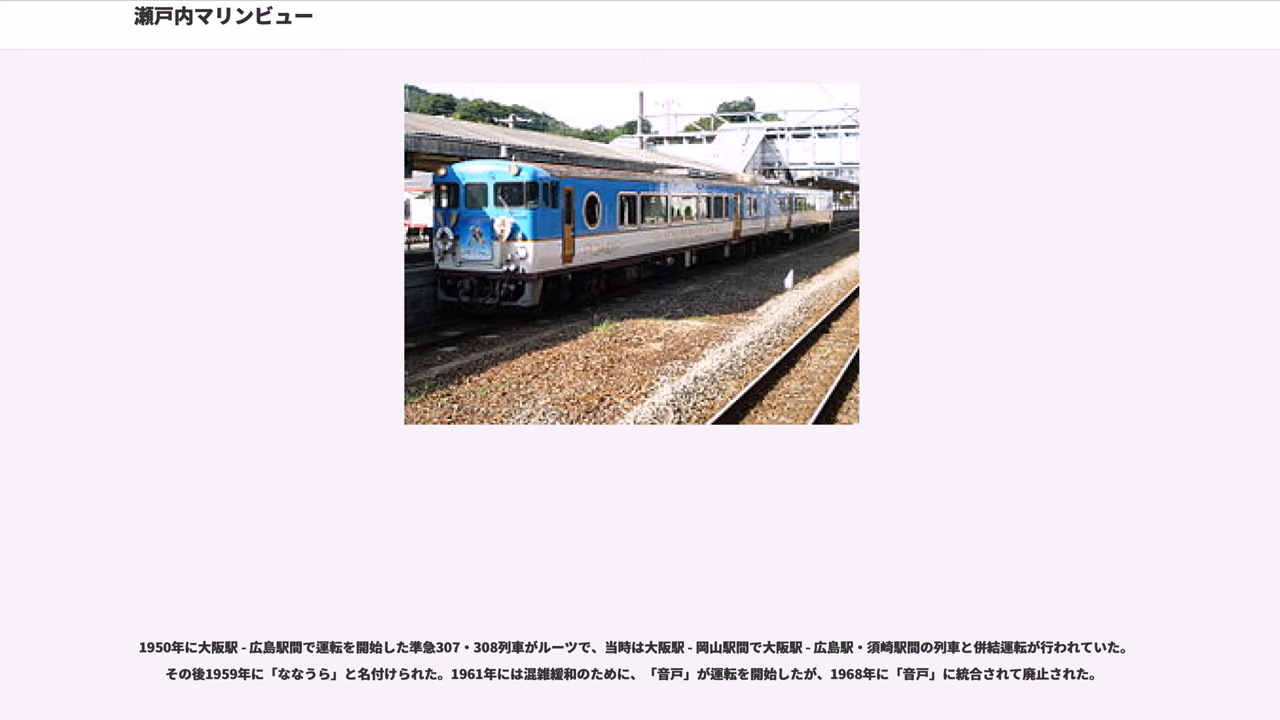 瀬戸内マリンビュー
1950年に大阪駅 - 広島駅間で運転を開始した準急307・308列車がルーツで、当時は大阪駅 - 岡山駅間で大阪駅 - 広島駅・須崎駅間の列車と併結運転が行われていた。
その後1959年に「ななうら」と名付けられた。1961年には混雑緩和のために、「音戸」が運転を開始したが、1968年に「音戸」に統合されて廃止された。